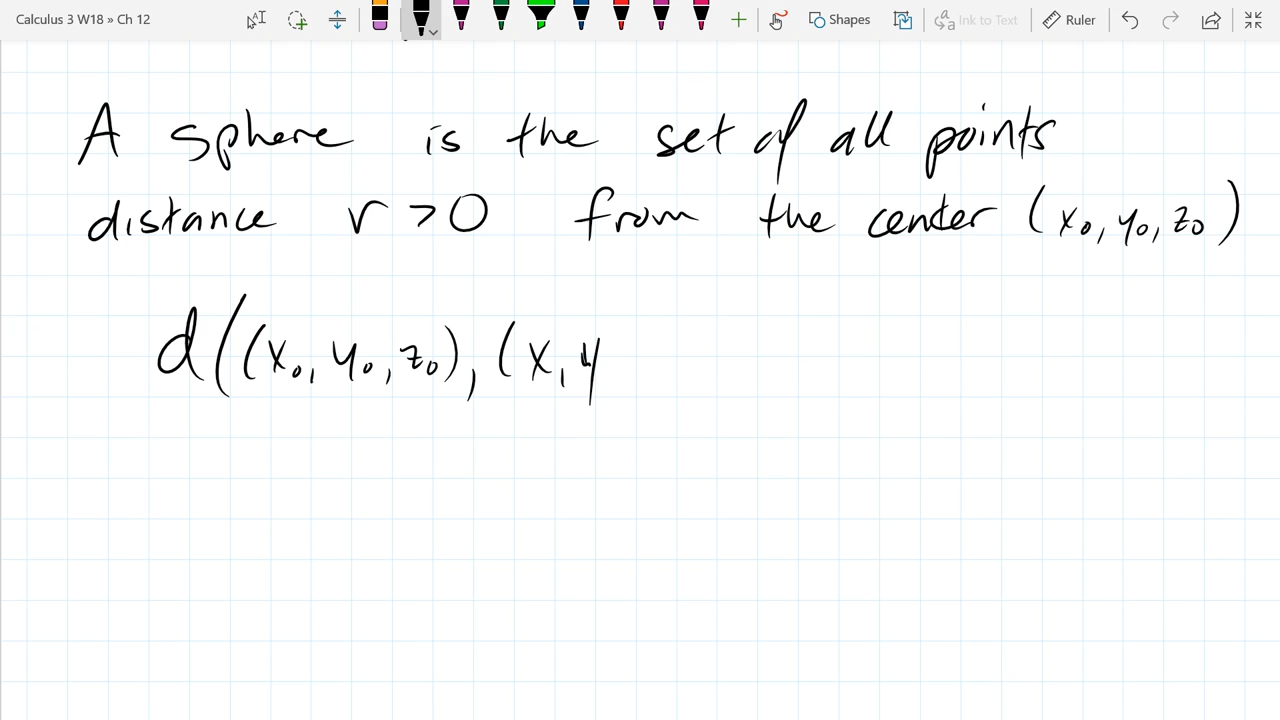 Calculus 3 W18 » Ch 12
Shapes
Ink to Text
Ruler
A sphere is the set of all points
distance r > 0 from the center (x₀, y₀, z₀)
d((x₀, y₀, z₀), (x, y